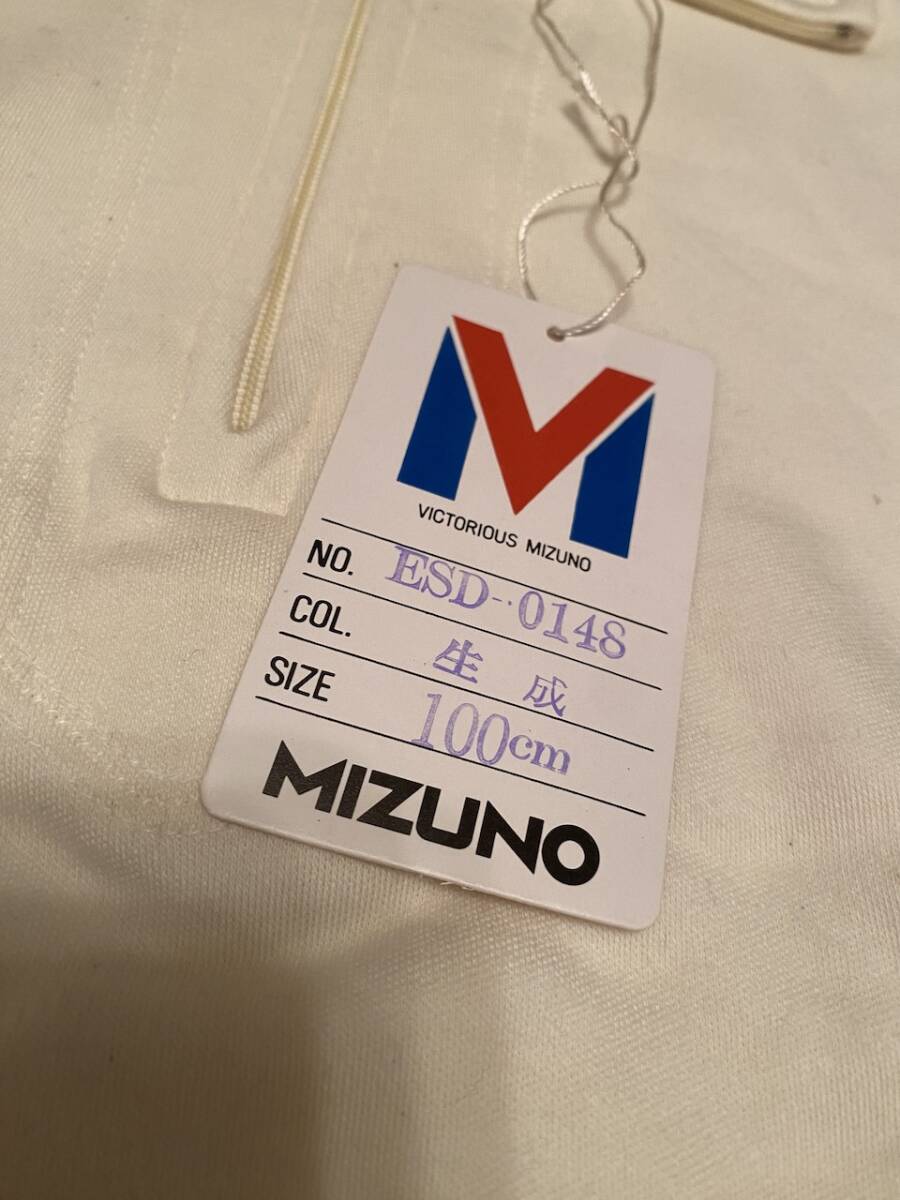 VICTORIOUS MIZUNO
NO. ESD-0148
COL. 生成
SIZE 100cm
MIZUNO